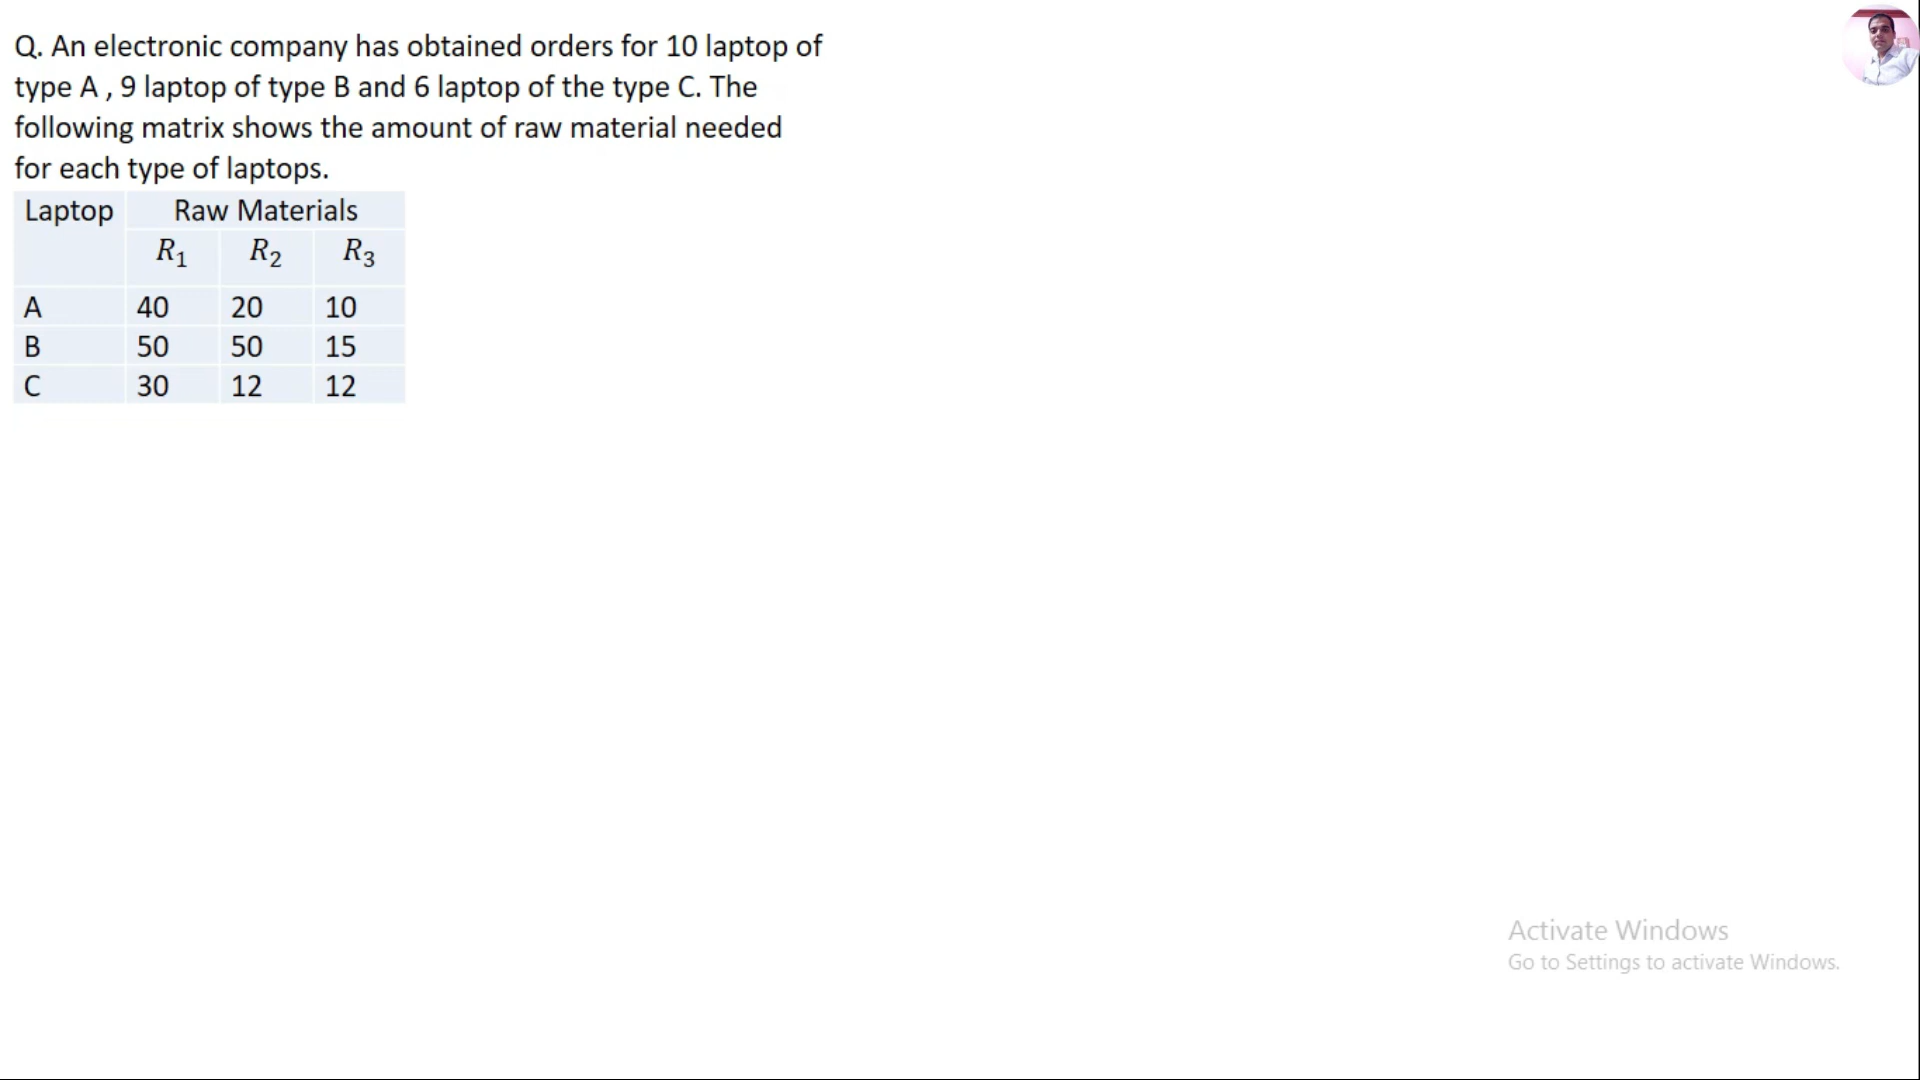 Q. An electronic company has obtained orders for 10 laptop of
type A , 9 laptop of type B and 6 laptop of the type C. The
following matrix shows the amount of raw material needed
for each type of laptops.
Laptop Raw Materials
R₁ R₂ R₃
A 40 20 10
B 50 50 15
C 30 12 12
Activate Windows
Go to Settings to activate Windows.